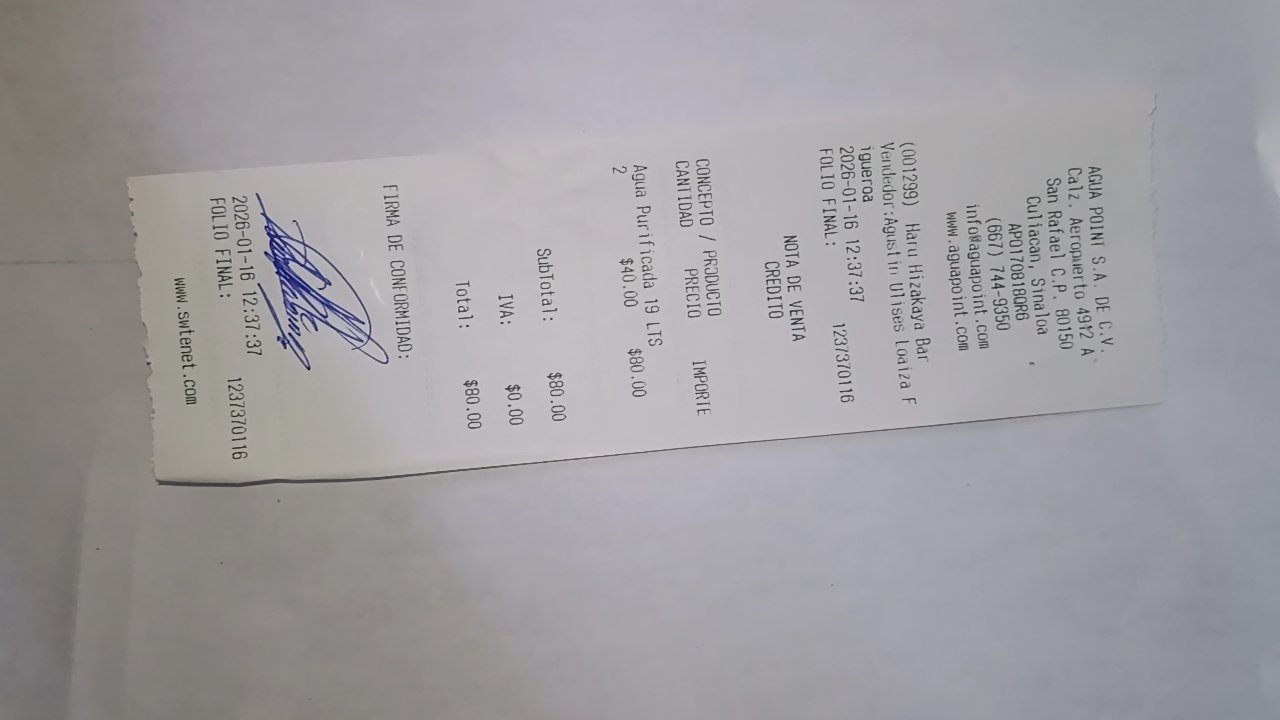 AGUA POINT S.A. DE C.V.
Calz. Aeropuerto 4912 A
San Rafael C.P. 80150
Culiacan, Sinaloa
APO170818QR6
(667) 744-9350
info@aguapoint.com
www.aguapoint.com
(001299) Haru Hizakaya Bar
Vendedor:Agustin Ulises Loaiza F
igueroa
2026-01-16 12:37:37
FOLIO FINAL: 1237370116
NOTA DE VENTA
CREDITO
CONCEPTO / PRODUCTO
CANTIDAD PRECIO IMPORTE
Agua Purificada 19 LTS
2 $40.00 $80.00
SubTotal: $80.00
IVA: $0.00
Total: $80.00
FIRMA DE CONFORMIDAD:
2026-01-16 12:37:37
FOLIO FINAL: 1237370116
www.swtenet.com